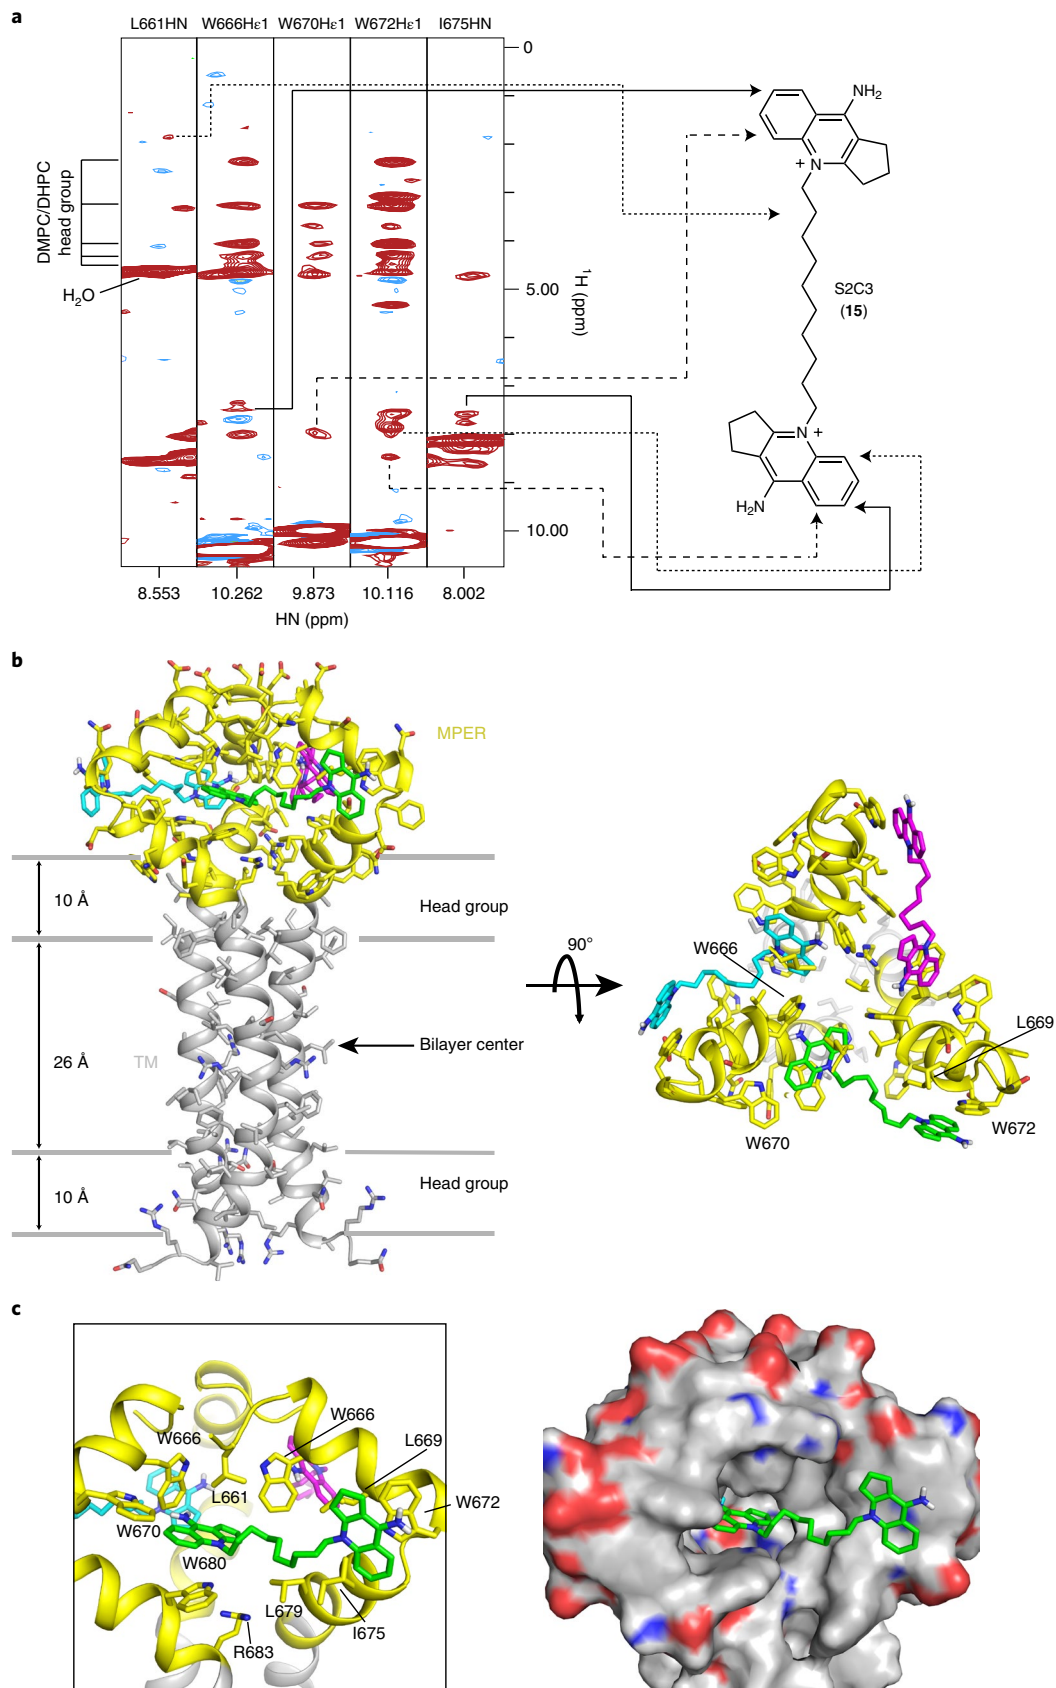 a
L661HN W666Hε1 W670Hε1 W672Hε1 I675HN
0
5.00
10.00
¹H (ppm)
DMPC/DHPC
head group
H₂O
8.553 10.262 9.873 10.116 8.002
HN (ppm)
NH₂
+ N
S2C3
(15)
N +
H₂N
b
MPER
10 Å
Head group
26 Å
TM
Bilayer center
10 Å
Head group
90°
W666
L669
W670
W672
c
W666
W666
L669
L661
W672
W670
W680
L679
I675
R683